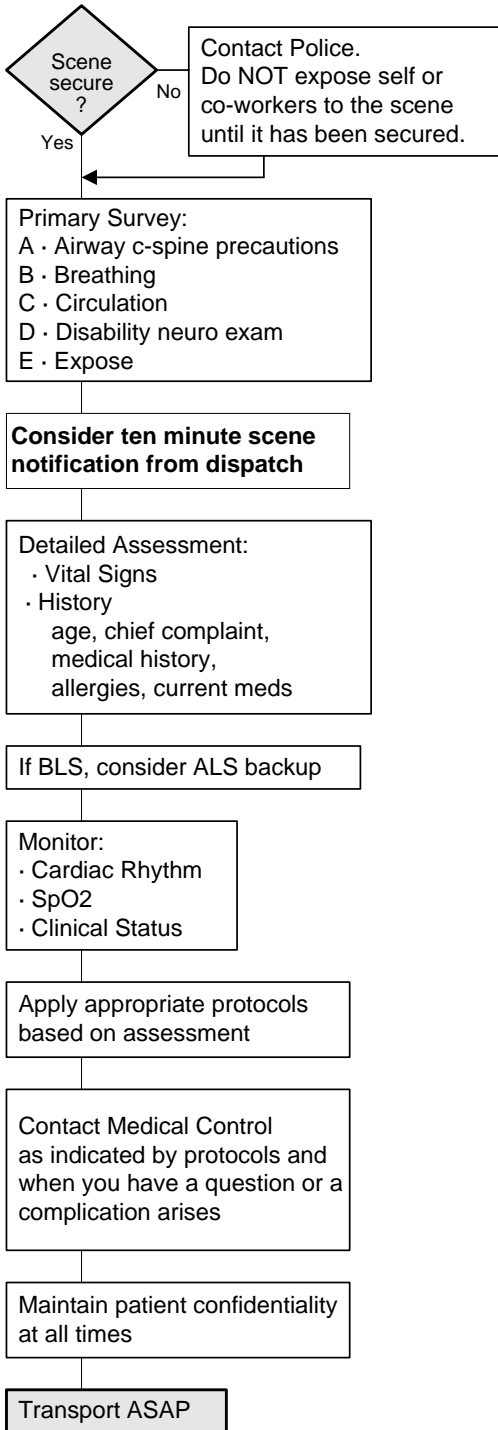 Scene
secure
?
No
Yes
Contact Police.
Do NOT expose self or
co-workers to the scene
until it has been secured.
Primary Survey:
A · Airway c-spine precautions
B · Breathing
C · Circulation
D · Disability neuro exam
E · Expose
Consider ten minute scene
notification from dispatch
Detailed Assessment:
· Vital Signs
· History
age, chief complaint,
medical history,
allergies, current meds
If BLS, consider ALS backup
Monitor:
· Cardiac Rhythm
· SpO2
· Clinical Status
Apply appropriate protocols
based on assessment
Contact Medical Control
as indicated by protocols and
when you have a question or a
complication arises
Maintain patient confidentiality
at all times
Transport ASAP